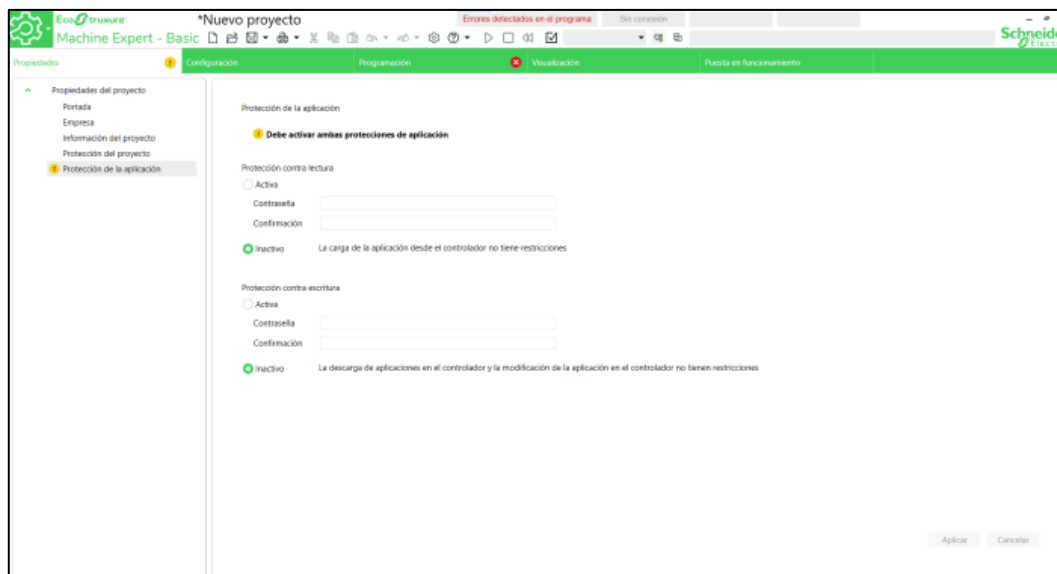 EcoStruxure
*Nuevo proyecto
Errores detectados en el programa
Sin conexión
Machine Expert - Basic
Schneide
Electr
Propiedades
Configuración
Programación
Visualización
Puesta en funcionamiento
Propiedades del proyecto
Portada
Empresa
Información del proyecto
Protección del proyecto
Protección de la aplicación
Protección de la aplicación
Debe activar ambas protecciones de aplicación
Protección contra lectura
Activa
Contraseña
Confirmación
Inactivo La carga de la aplicación desde el controlador no tiene restricciones
Protección contra escritura
Activa
Contraseña
Confirmación
Inactivo La descarga de aplicaciones en el controlador y la modificación de la aplicación en el controlador no tienen restricciones
Aplicar Cancelar